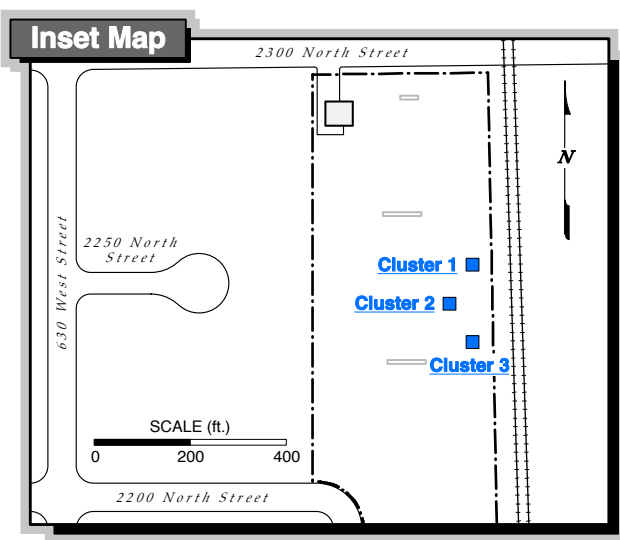 Inset Map
2300 North Street
N
2250 North
Street
630 West Street
Cluster 1
Cluster 2
Cluster 3
SCALE (ft.)
0 200 400
2200 North Street